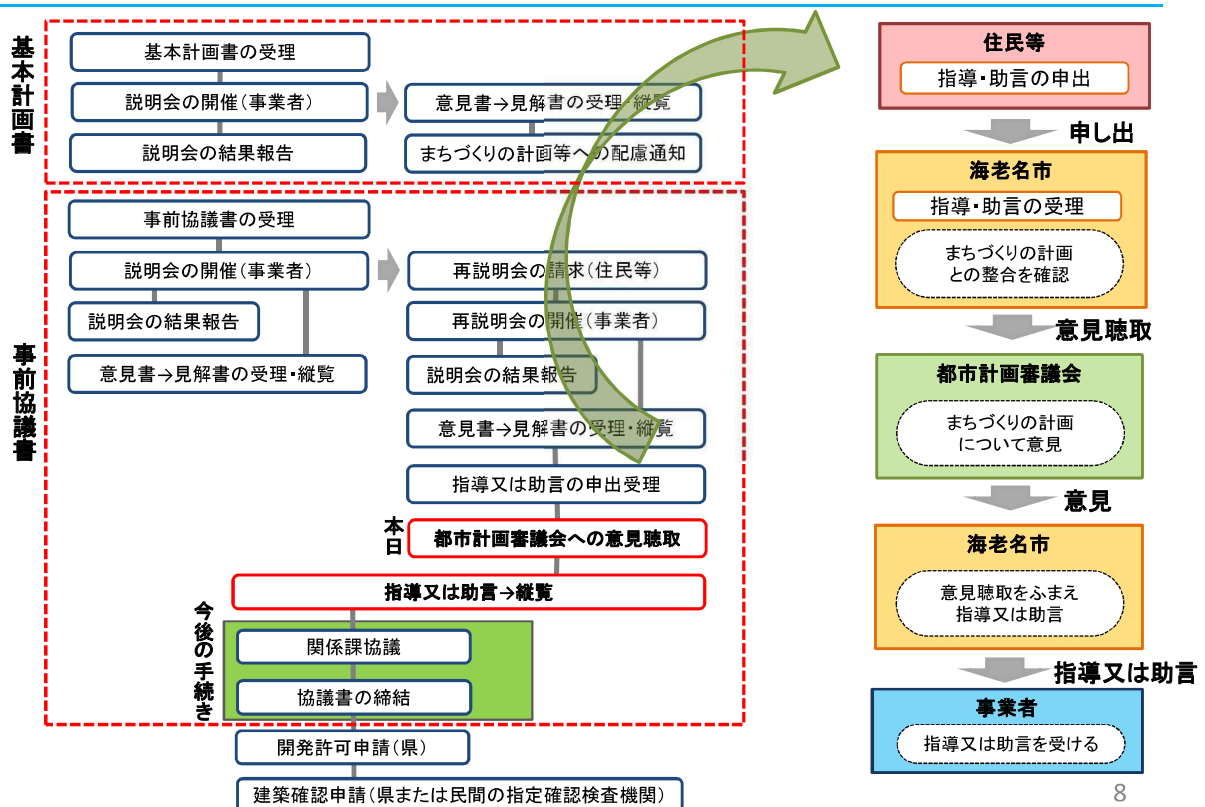 基本計画書
基本計画書の受理
説明会の開催(事業者)
意見書→見解書の受理・縦覧
説明会の結果報告
まちづくりの計画等への配慮通知
事前協議書
事前協議書の受理
説明会の開催(事業者)
再説明会の請求(住民等)
説明会の結果報告
再説明会の開催(事業者)
意見書→見解書の受理・縦覧
説明会の結果報告
意見書→見解書の受理・縦覧
指導又は助言の申出受理
本日
都市計画審議会への意見聴取
指導又は助言→縦覧
今後の手続き
関係課協議
協議書の締結
開発許可申請(県)
建築確認申請(県または民間の指定確認検査機関)
住民等
指導・助言の申出
申し出
海老名市
指導・助言の受理
まちづくりの計画
との整合を確認
意見聴取
都市計画審議会
まちづくりの計画
について意見
意見
海老名市
意見聴取をふまえ
指導又は助言
指導又は助言
事業者
指導又は助言を受ける
8